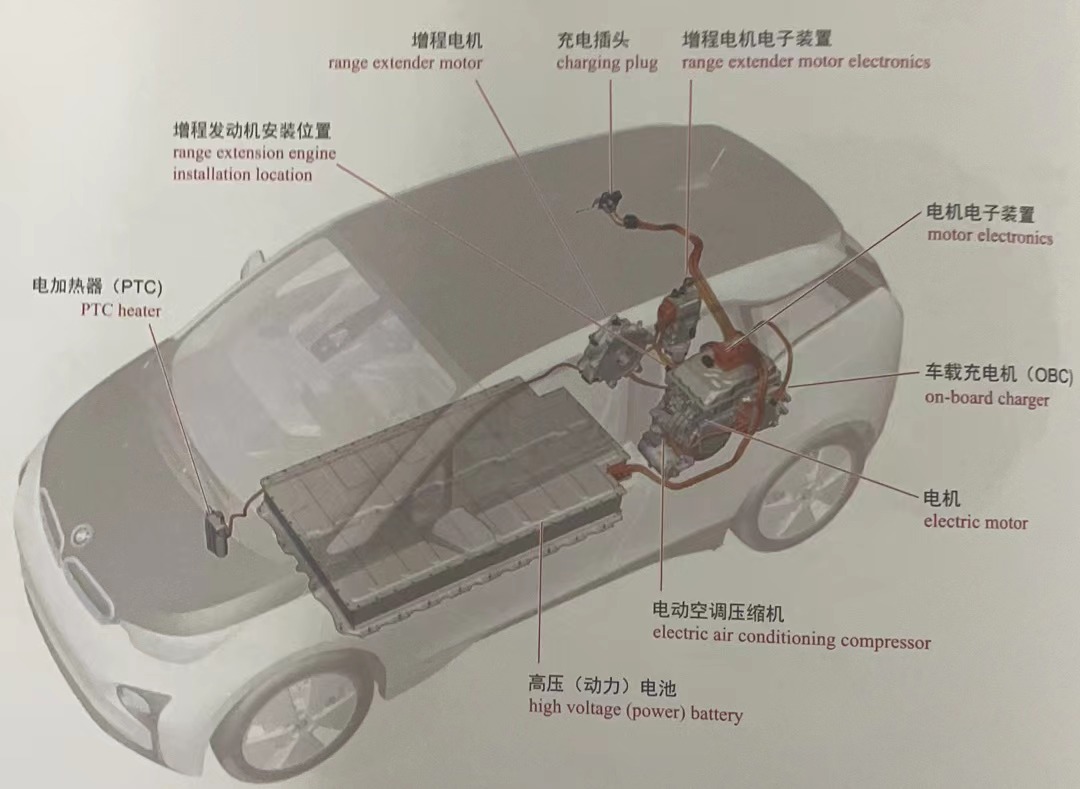 增程电机
range extender motor
充电插头
charging plug
增程电机电子装置
range extender motor electronics
增程发动机安装位置
range extension engine
installation location
电机电子装置
motor electronics
电加热器（PTC)
PTC heater
车载充电机（OBC)
on-board charger
电机
electric motor
电动空调压缩机
electric air conditioning compressor
高压（动力）电池
high voltage (power) battery